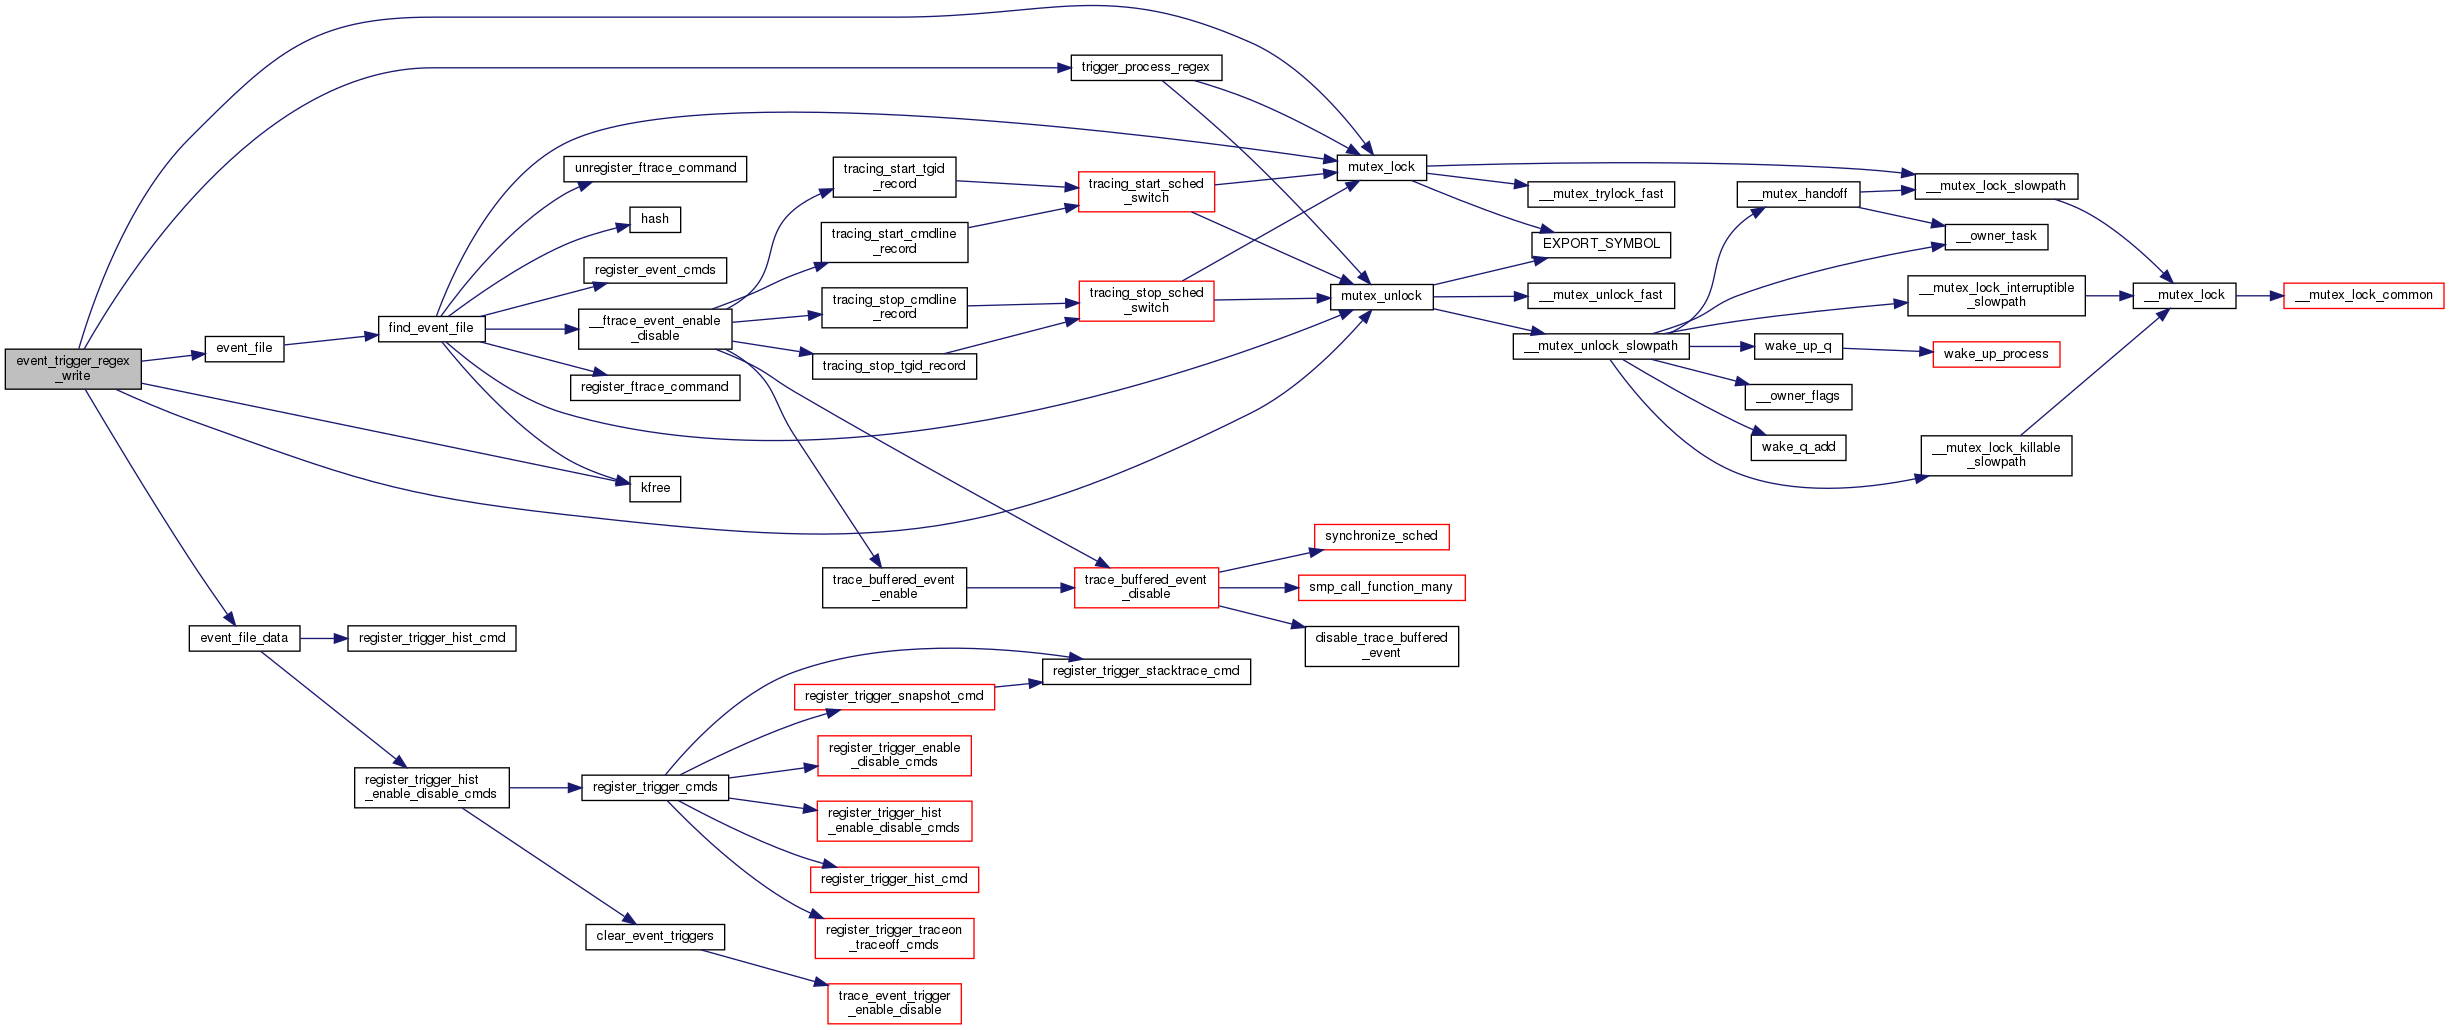 event_trigger_regex
_write
event_file
event_file_data
find_event_file
register_trigger_hist_cmd
register_trigger_hist
_enable_disable_cmds
unregister_ftrace_command
hash
register_event_cmds
__ftrace_event_enable
_disable
register_ftrace_command
kfree
register_trigger_cmds
clear_event_triggers
tracing_start_tgid
_record
tracing_start_cmdline
_record
tracing_stop_cmdline
_record
tracing_stop_tgid_record
trace_buffered_event
_enable
register_trigger_snapshot_cmd
register_trigger_enable
_disable_cmds
register_trigger_hist
_enable_disable_cmds
register_trigger_hist_cmd
register_trigger_traceon
_traceoff_cmds
trace_event_trigger
_enable_disable
trigger_process_regex
tracing_start_sched
_switch
tracing_stop_sched
_switch
trace_buffered_event
_disable
register_trigger_stacktrace_cmd
mutex_lock
mutex_unlock
synchronize_sched
smp_call_function_many
disable_trace_buffered
_event
__mutex_trylock_fast
EXPORT_SYMBOL
__mutex_unlock_fast
__mutex_unlock_slowpath
__mutex_handoff
wake_up_q
__owner_flags
wake_q_add
__mutex_lock_slowpath
__owner_task
__mutex_lock_interruptible
_slowpath
wake_up_process
__mutex_lock_killable
_slowpath
__mutex_lock
__mutex_lock_common